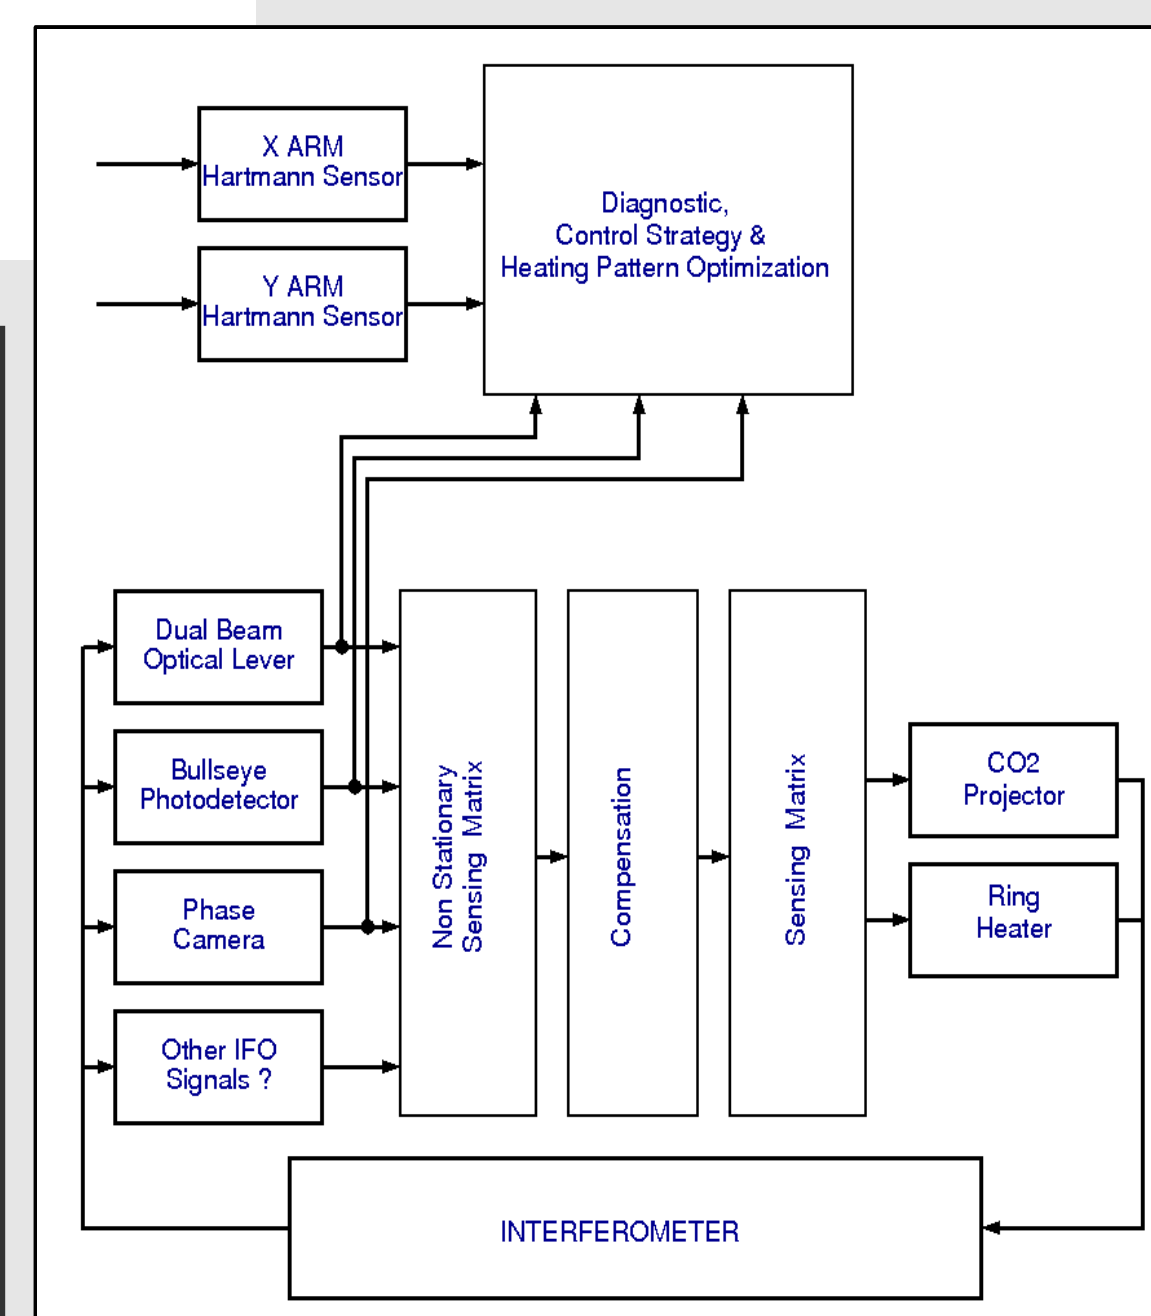 X ARM
Hartmann Sensor
Diagnostic,
Control Strategy &
Heating Pattern Optimization
Y ARM
Hartmann Sensor
Dual Beam
Optical Lever
Bullseye
Photodetector
Phase
Camera
Other IFO
Signals ?
Non Stationary
Sensing Matrix
Compensation
Sensing Matrix
CO2
Projector
Ring
Heater
INTERFEROMETER